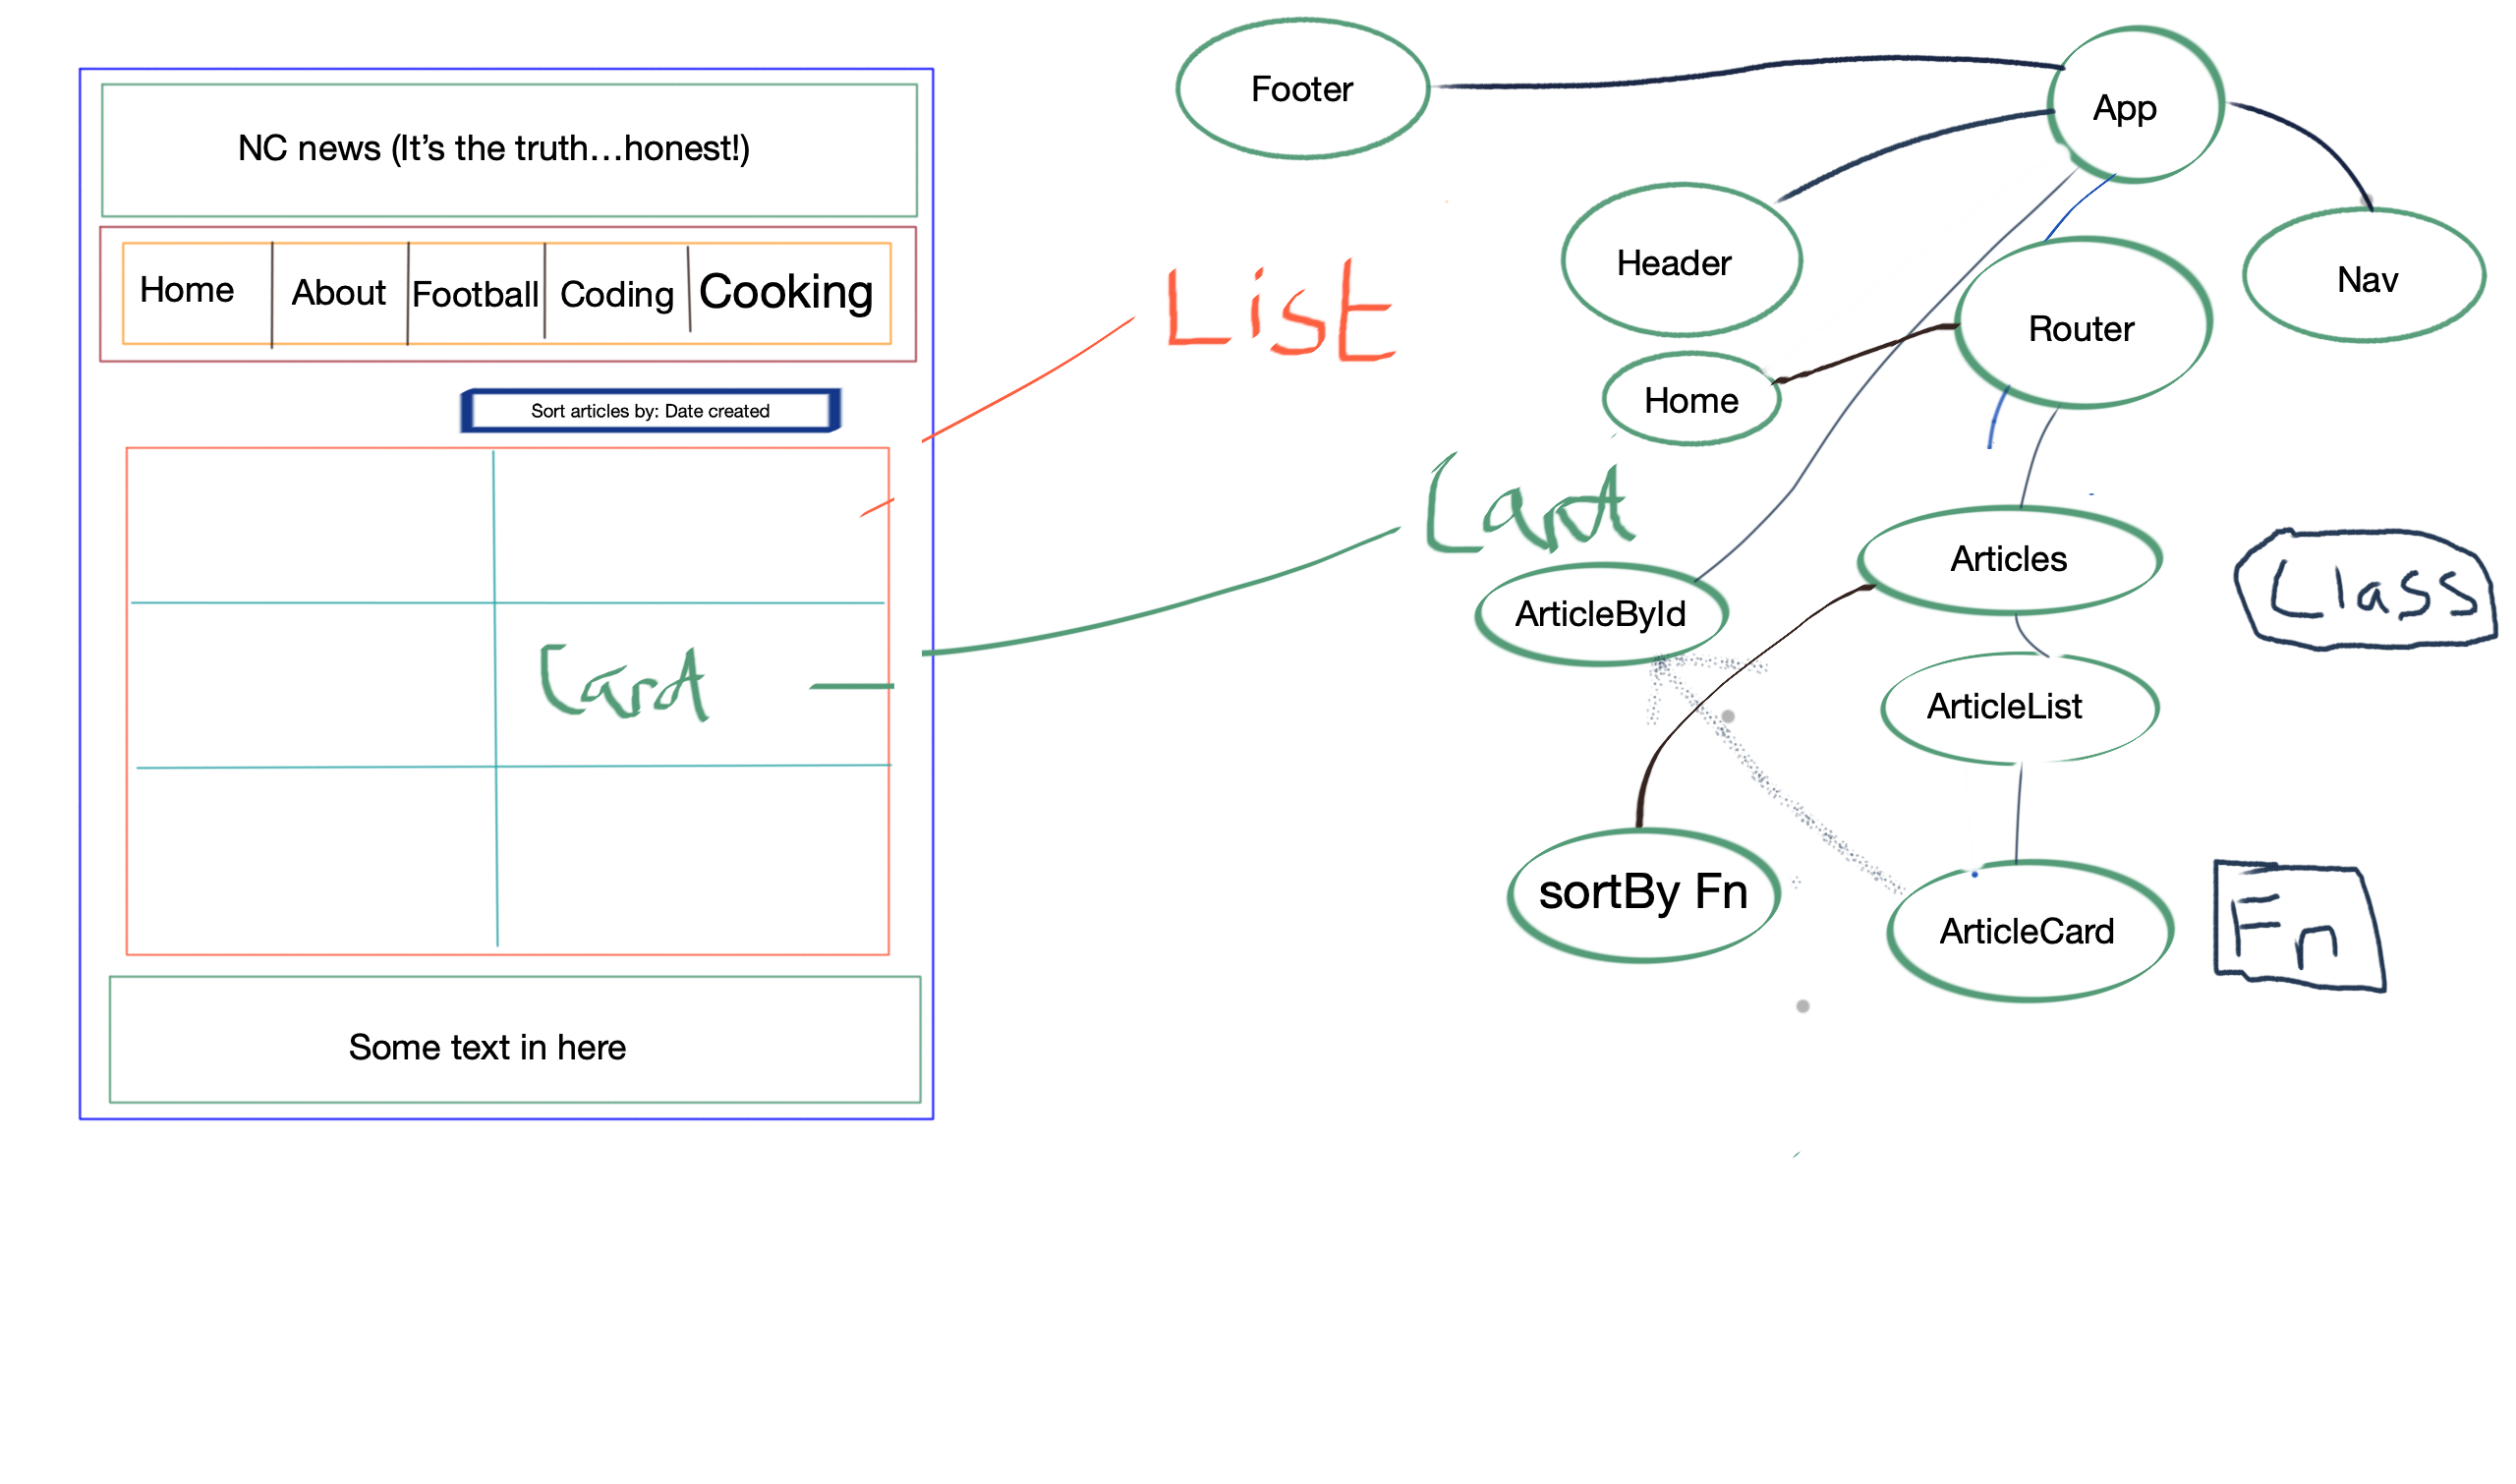 NC news (It’s the truth...honest!)
Home About Football Coding Cooking
Sort articles by: Date created
Card
Some text in here
List
Card
Footer
App
Header
Nav
Router
Home
Articles
ArticleById
Class
ArticleList
sortBy Fn
ArticleCard
Fn